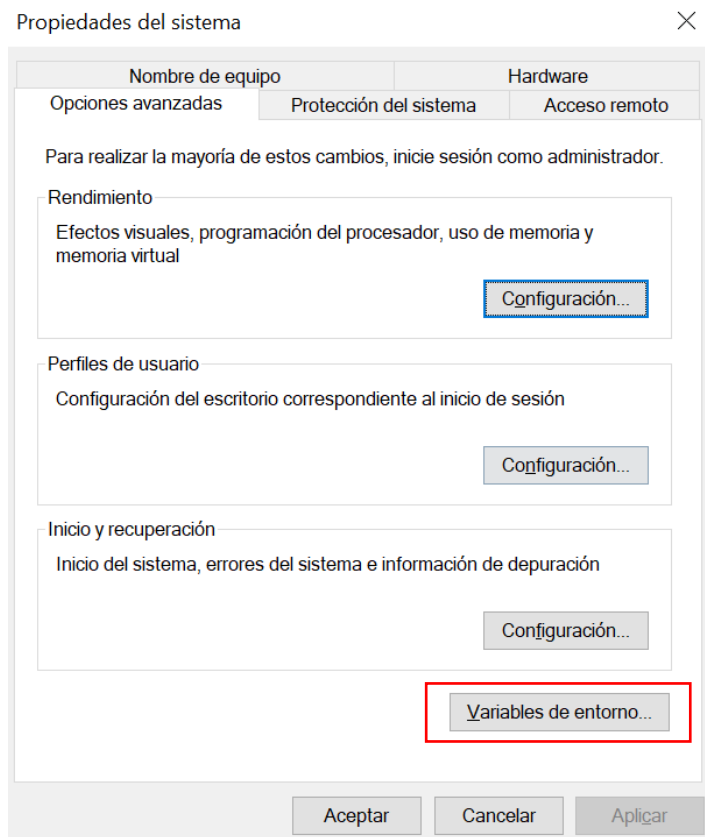 Propiedades del sistema
Nombre de equipo
Hardware
Opciones avanzadas
Protección del sistema
Acceso remoto
Para realizar la mayoría de estos cambios, inicie sesión como administrador.
Rendimiento
Efectos visuales, programación del procesador, uso de memoria y
memoria virtual
Configuración...
Perfiles de usuario
Configuración del escritorio correspondiente al inicio de sesión
Configuración...
Inicio y recuperación
Inicio del sistema, errores del sistema e información de depuración
Configuración...
Variables de entorno...
Aceptar
Cancelar
Aplicar